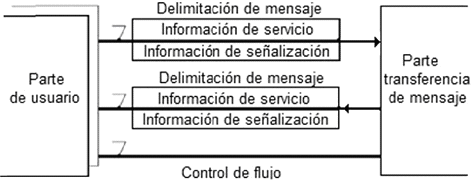 Delimitación de mensaje
Información de servicio
Información de señalización
Parte
de usuario
Delimitación de mensaje
Información de servicio
Información de señalización
Parte
transferencia
de mensaje
Control de flujo